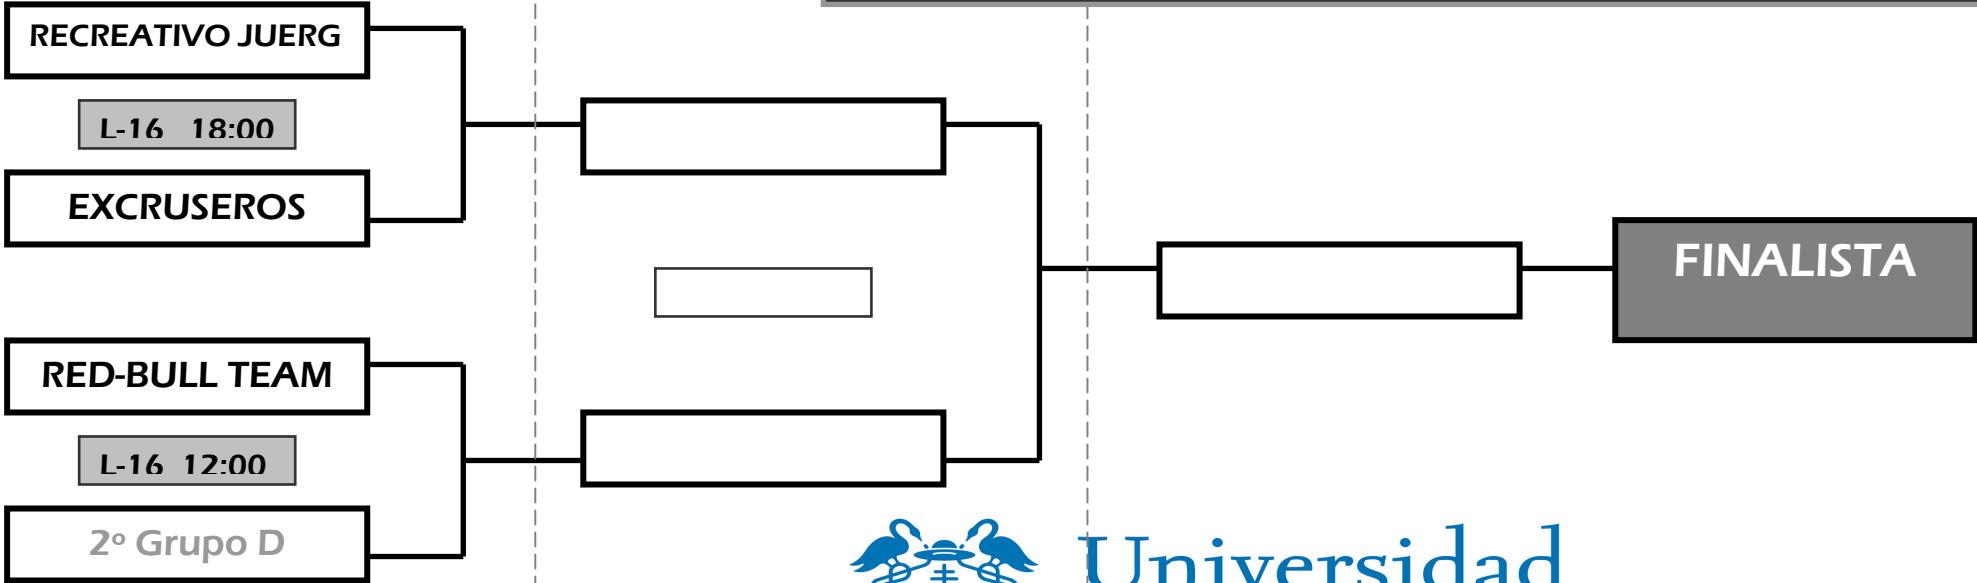 RECREATIVO JUERG
L-16 18:00
EXCRUSEROS
FINALISTA
RED-BULL TEAM
L-16 12:00
2º Grupo D
Universidad